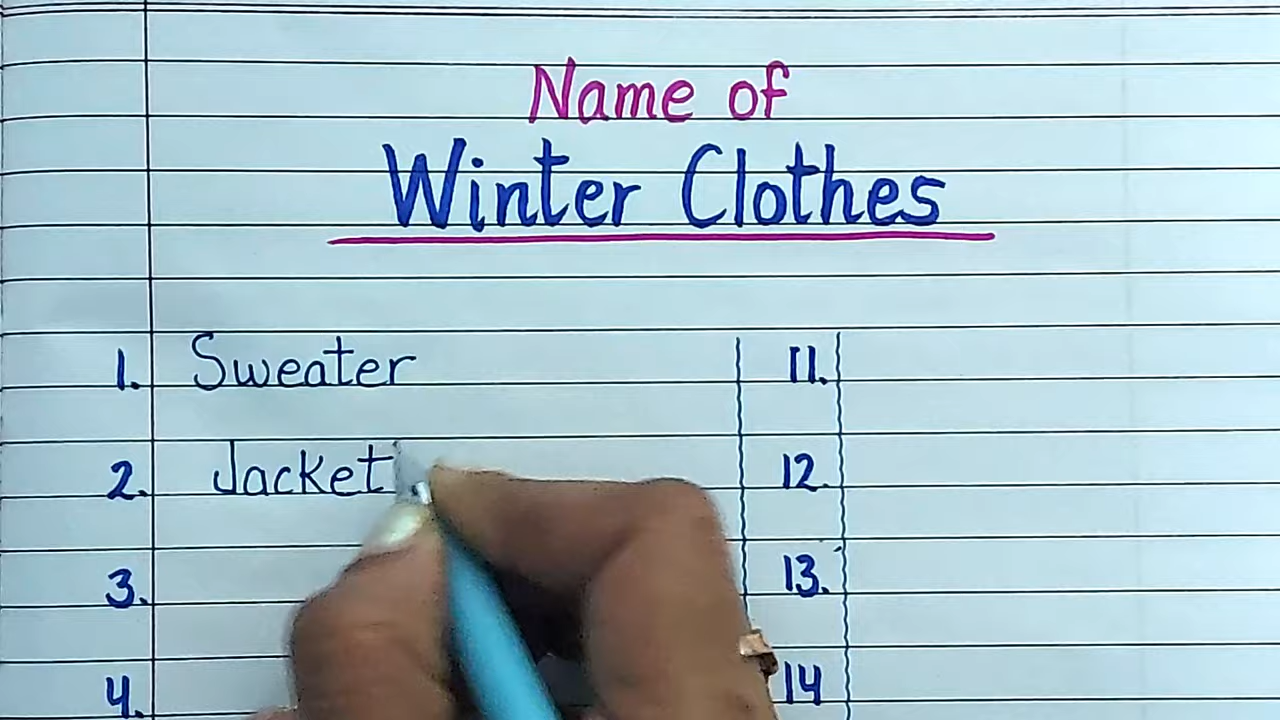 Name of
Winter Clothes
1. Sweater 11.
2. Jacket 12.
3. 13.
4. 14